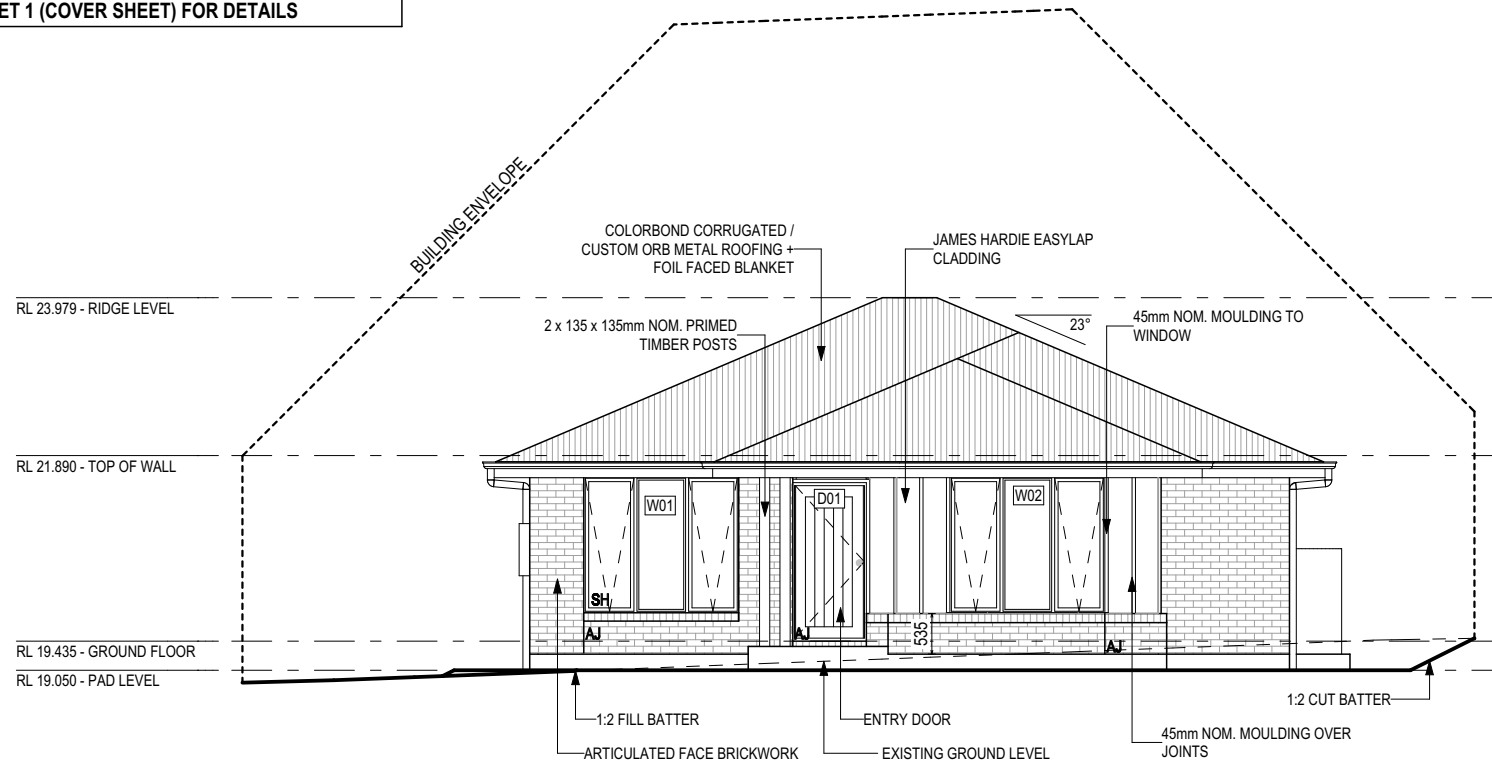 ET 1 (COVER SHEET) FOR DETAILS
BUILDING ENVELOPE
COLORBOND CORRUGATED /
CUSTOM ORB METAL ROOFING +
FOIL FACED BLANKET
JAMES HARDIE EASYLAP
CLADDING
RL 23.979 - RIDGE LEVEL
2 x 135 x 135mm NOM. PRIMED
TIMBER POSTS
23°
45mm NOM. MOULDING TO
WINDOW
RL 21.890 - TOP OF WALL
W01
D01
W02
SH
AJ
AJ
535
AJ
RL 19.435 - GROUND FLOOR
RL 19.050 - PAD LEVEL
1:2 FILL BATTER
ENTRY DOOR
1:2 CUT BATTER
ARTICULATED FACE BRICKWORK
EXISTING GROUND LEVEL
45mm NOM. MOULDING OVER
JOINTS